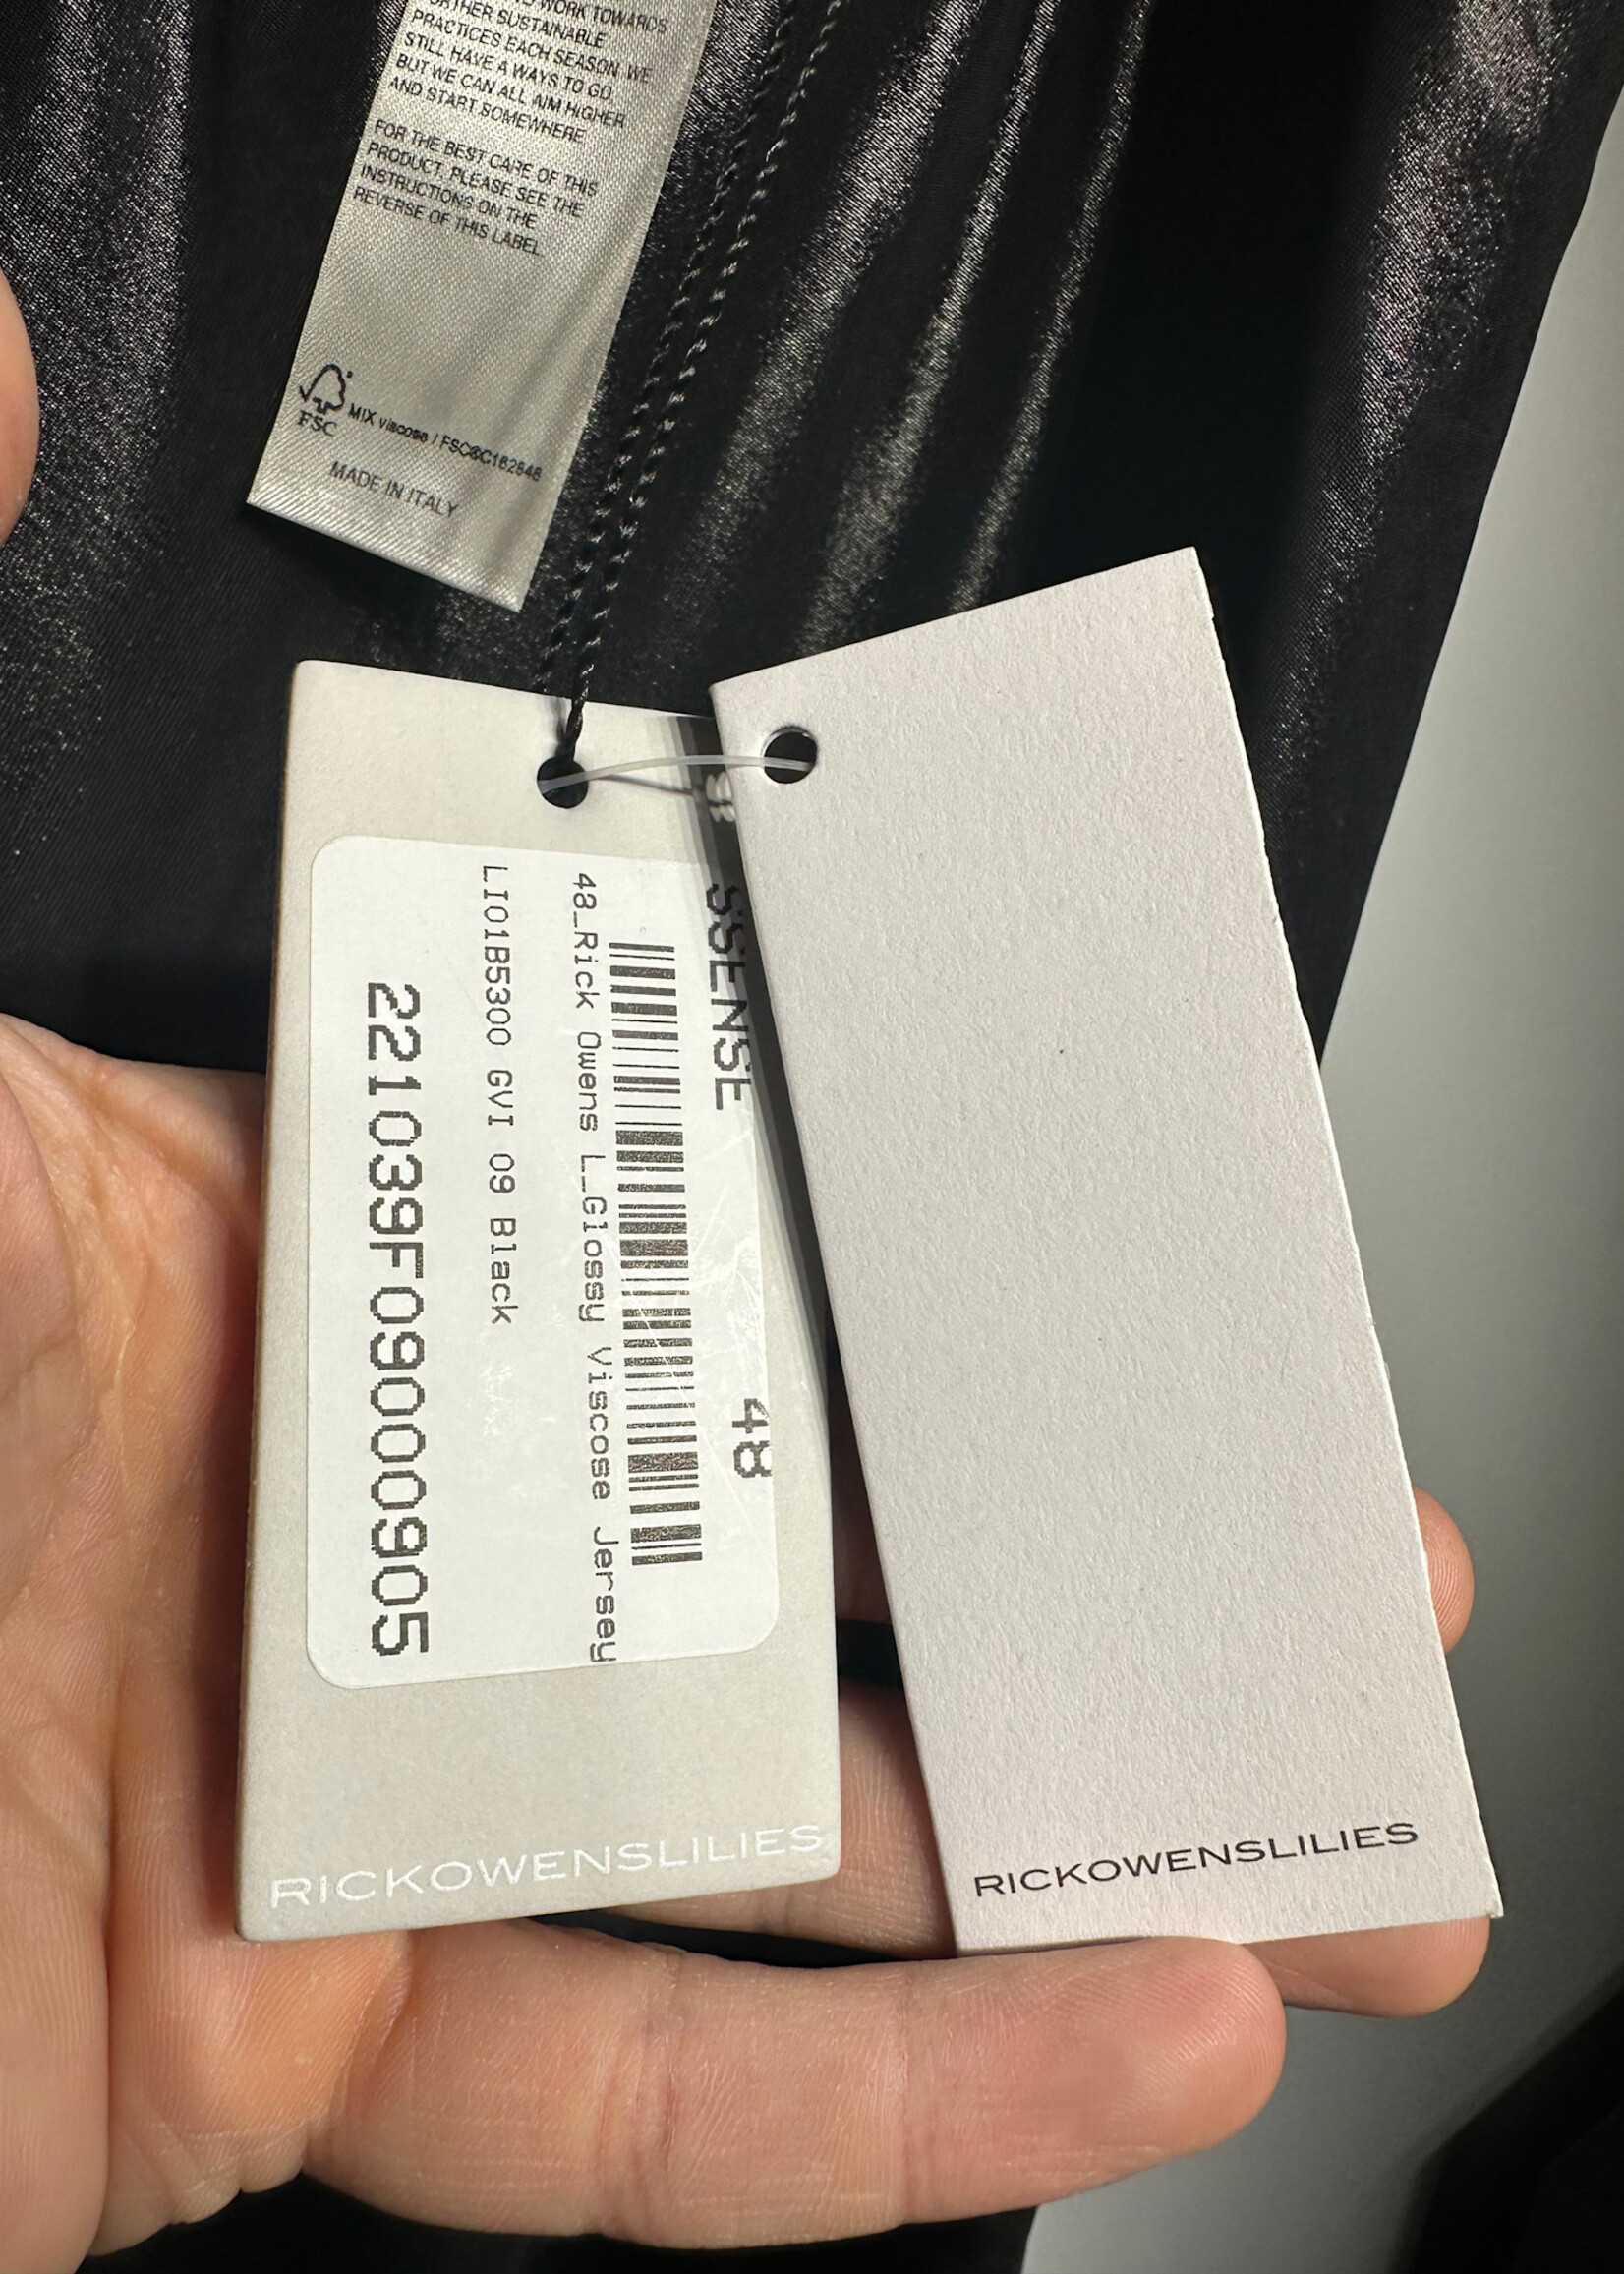 WORK TOWARDS
FURTHER SUSTAINABLE
PRACTICES EACH SEASON. WE
STILL HAVE A WAYS TO GO
BUT WE CAN ALL AIM HIGHER
AND START SOMEWHERE
FOR THE BEST CARE OF THIS
PRODUCT, PLEASE SEE THE
INSTRUCTIONS ON THE
REVERSE OF THIS LABEL
FSC
MIX viscose / FSC®C182848
MADE IN ITALY
SSENSE 48
48_Rick Owens L_Glossy Viscose Jersey
LI01B5300 GVI 09 Black
221039F090000905
RICKOWENSLILIES
RICKOWENSLILIES